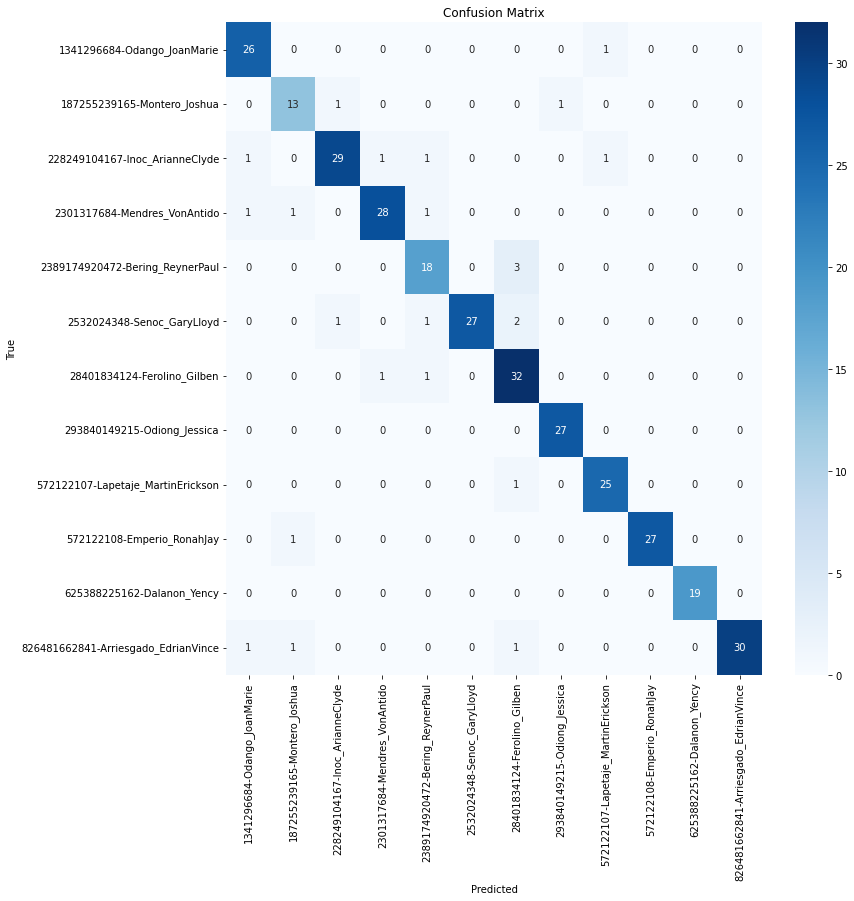 Confusion Matrix
True
1341296684-Odango_JoanMarie 26 0 0 0 0 0 0 0 1 0 0 0
187255239165-Montero_Joshua 0 13 1 0 0 0 0 1 0 0 0 0
228249104167-Inoc_ArianneClyde 1 0 29 1 1 0 0 0 1 0 0 0
2301317684-Mendres_VonAntido 1 1 0 28 1 0 0 0 0 0 0 0
2389174920472-Bering_ReynerPaul 0 0 0 0 18 0 3 0 0 0 0 0
2532024348-Senoc_GaryLloyd 0 0 1 0 1 27 2 0 0 0 0 0
28401834124-Ferolino_Gilben 0 0 0 1 1 0 32 0 0 0 0 0
293840149215-Odiong_Jessica 0 0 0 0 0 0 0 27 0 0 0 0
572122107-Lapetaje_MartinErickson 0 0 0 0 0 0 1 0 25 0 0 0
572122108-Emperio_RonahJay 0 1 0 0 0 0 0 0 0 27 0 0
625388225162-Dalanon_Yency 0 0 0 0 0 0 0 0 0 0 19 0
826481662841-Arriesgado_EdrianVince 1 1 0 0 0 0 1 0 0 0 0 30
1341296684-Odango_JoanMarie
187255239165-Montero_Joshua
228249104167-Inoc_ArianneClyde
2301317684-Mendres_VonAntido
2389174920472-Bering_ReynerPaul
2532024348-Senoc_GaryLloyd
28401834124-Ferolino_Gilben
293840149215-Odiong_Jessica
572122107-Lapetaje_MartinErickson
572122108-Emperio_RonahJay
625388225162-Dalanon_Yency
826481662841-Arriesgado_EdrianVince
Predicted
30
25
20
15
10
5
0